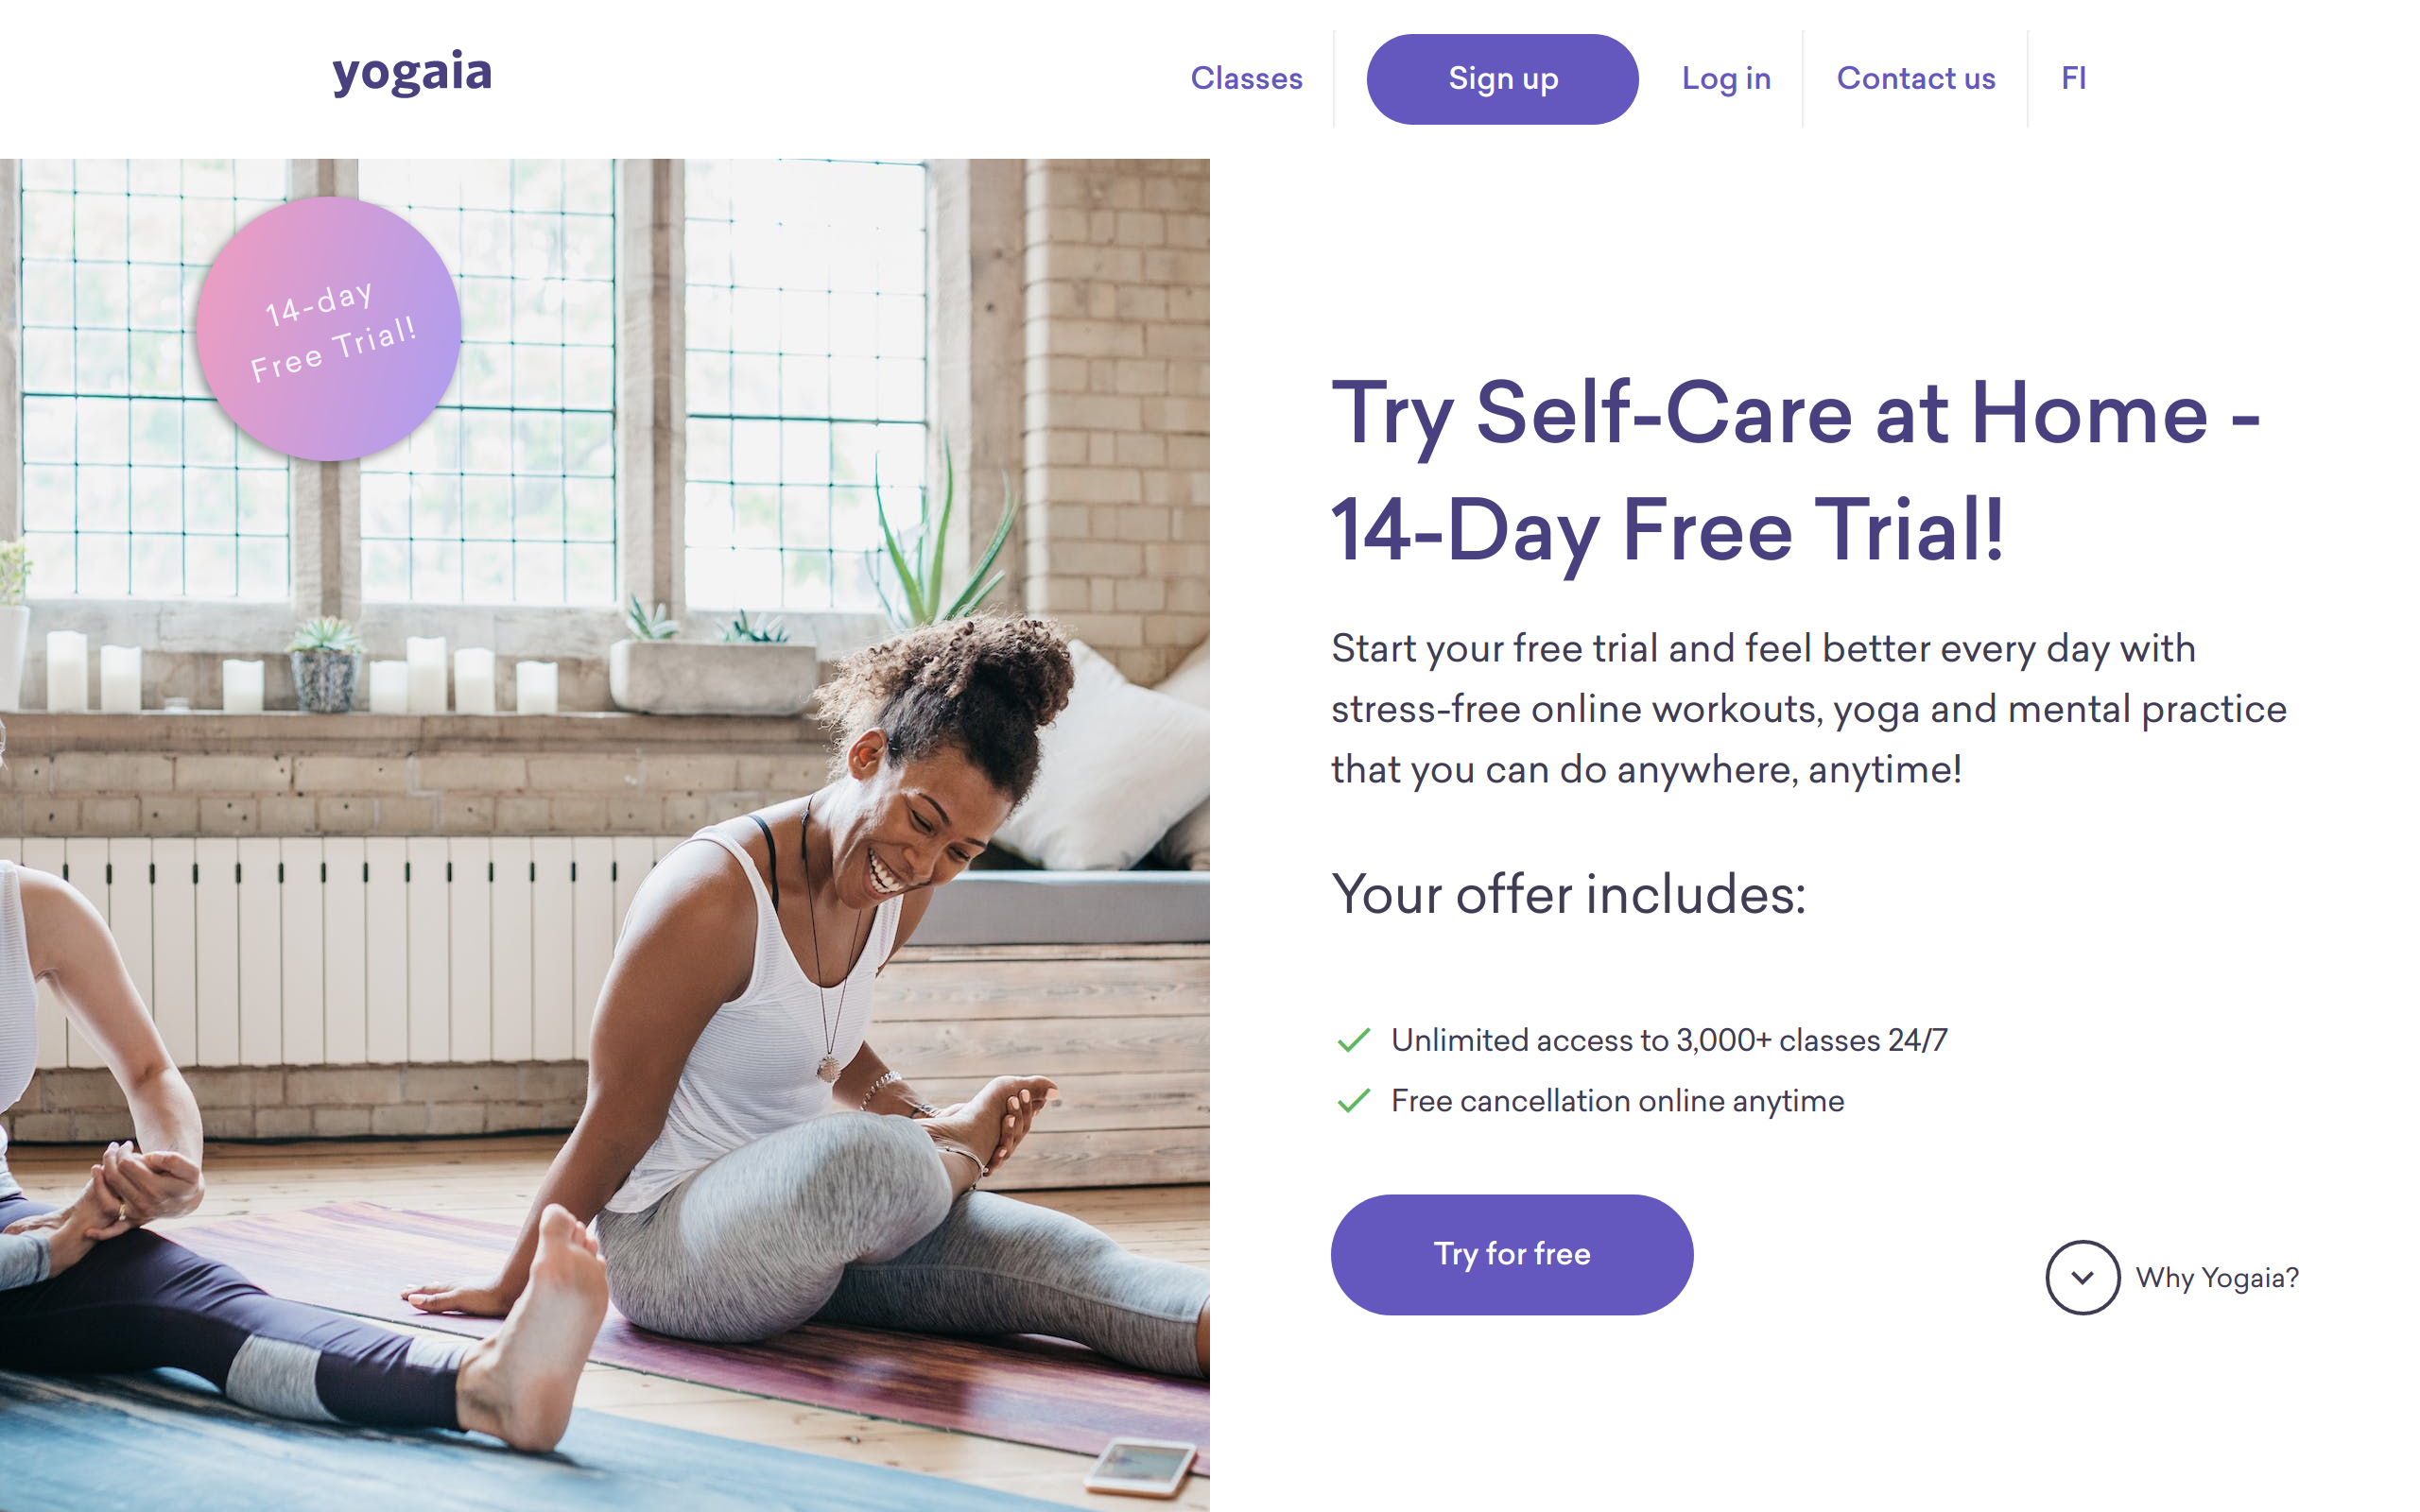 yogaia
Classes
Sign up
Log in
Contact us
FI
14-day
Free Trial!
Try Self-Care at Home -
14-Day Free Trial!
Start your free trial and feel better every day with
stress-free online workouts, yoga and mental practice
that you can do anywhere, anytime!
Your offer includes:
Unlimited access to 3,000+ classes 24/7
Free cancellation online anytime
Try for free
Why Yogaia?